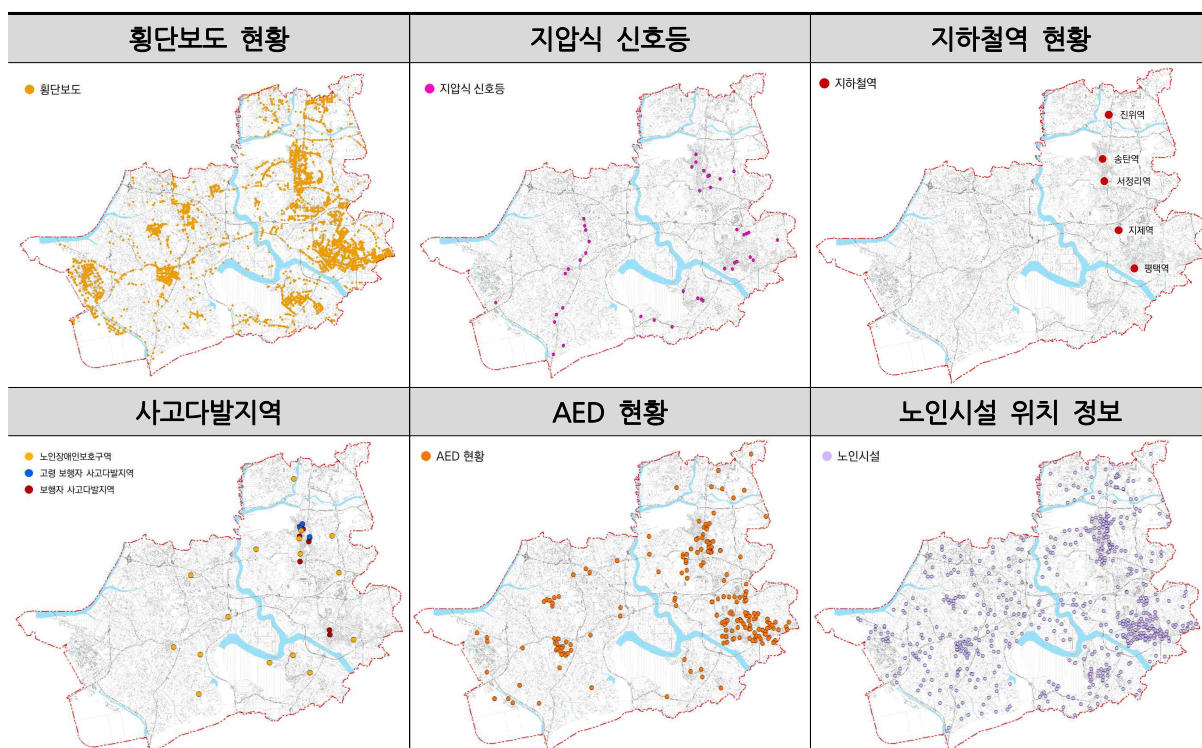 횡단보도 현황
지압식 신호등
지하철역 현황
횡단보도
지압식 신호등
지하철역
진위역
송탄역
서정리역
지제역
평택역
사고다발지역
AED 현황
노인시설 위치 정보
노인장애인보호구역
고령 보행자 사고다발지역
보행자 사고다발지역
AED 현황
노인시설